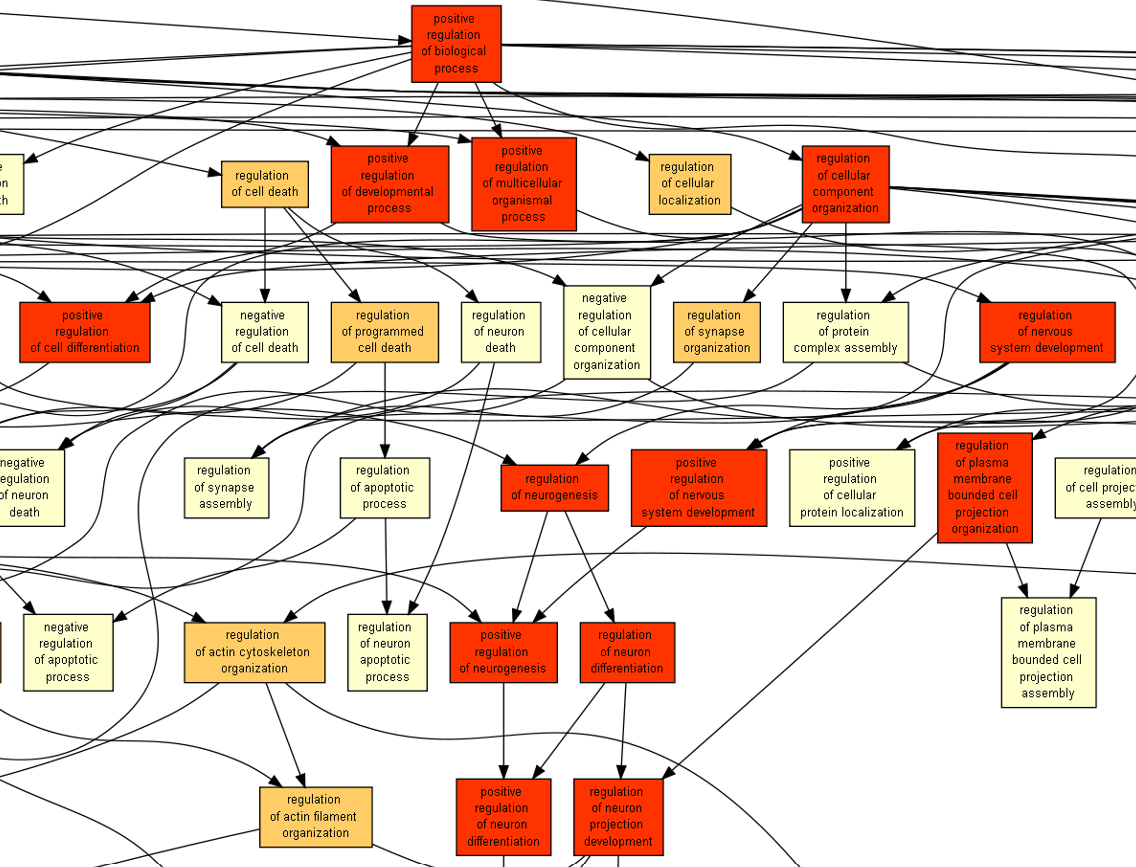 positive
regulation
of biological
process
regulation
of cell death
positive
regulation
of developmental
process
positive
regulation
of multicellular
organismal
process
regulation
of cellular
localization
regulation
of cellular
component
organization
positive
regulation
of cell differentiation
negative
regulation
of cell death
regulation
of programmed
cell death
regulation
of neuron
death
negative
regulation
of cellular
component
organization
regulation
of synapse
organization
regulation
of protein
complex assembly
regulation
of nervous
system development
negative
egulation
of neuron
death
regulation
of synapse
assembly
regulation
of apoptotic
process
regulation
of neurogenesis
positive
regulation
of nervous
system development
positive
regulation
of cellular
protein localization
regulation
of plasma
membrane
bounded cell
projection
organization
regulation
of cell project
assembly
negative
regulation
of apoptotic
process
regulation
of actin cytoskeleton
organization
regulation
of neuron
apoptotic
process
positive
regulation
of neurogenesis
regulation
of neuron
differentiation
regulation
of plasma
membrane
bounded cell
projection
assembly
regulation
of actin filament
organization
positive
regulation
of neuron
differentiation
regulation
of neuron
projection
development